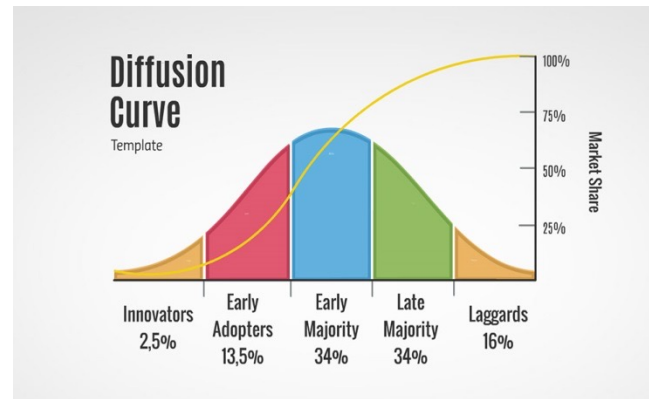 Diffusion
Curve
Template
100%
75%
50%
25%
Market Share
Innovators
2,5%
Early
Adopters
13,5%
Early
Majority
34%
Late
Majority
34%
Laggards
16%